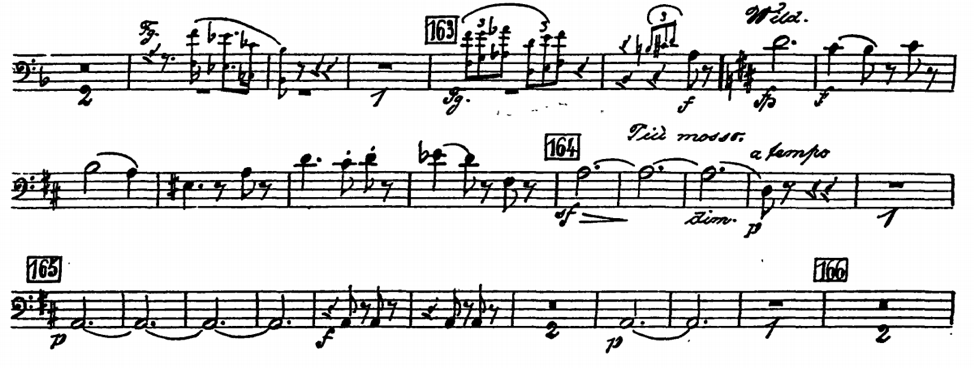 Fg. 3 163 3 3 Wild.
2 1 Fg. f fp f
164 Più mosso. a tempo
sf dim. p 1
165 166
p f 2 p 1 2